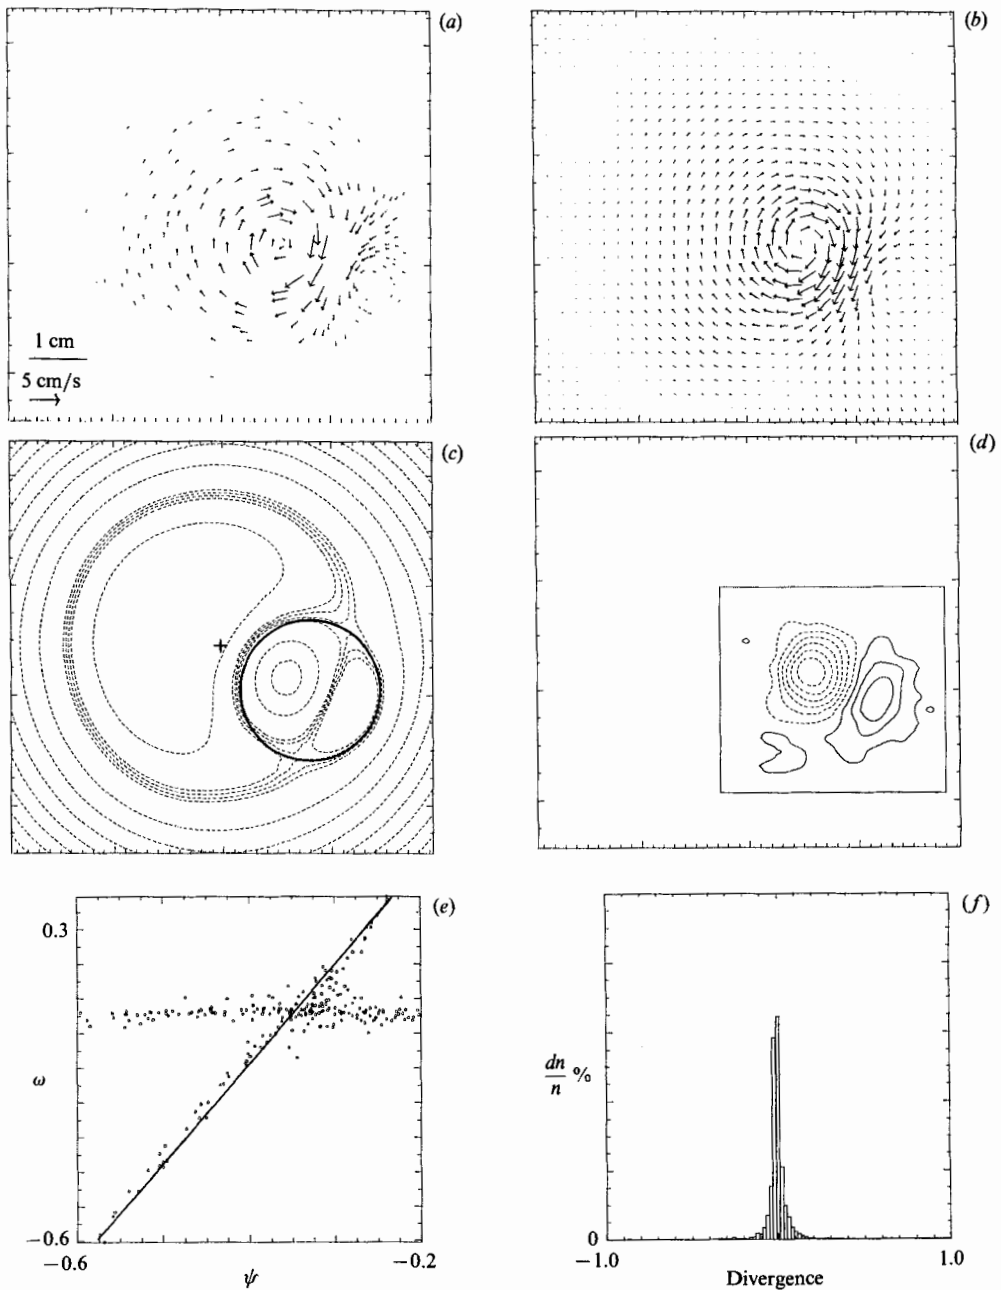 (a)
(b)
1 cm
5 cm/s
(c)
(d)
(e)
0.3
ω
−0.6
−0.6
−0.2
ψ
(f)
dn
n
%
0
−1.0
1.0
Divergence